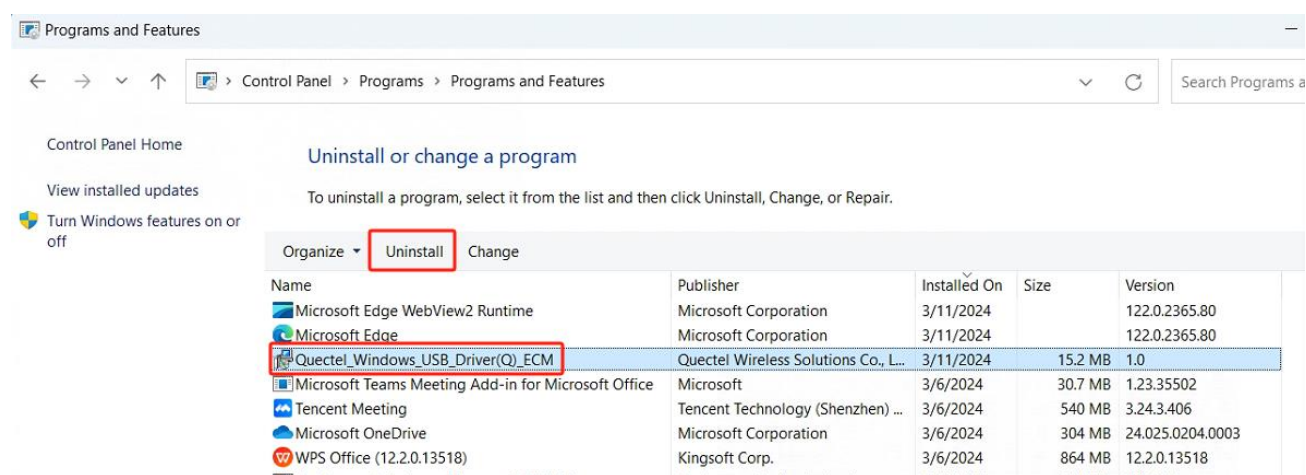 Programs and Features
Control Panel > Programs > Programs and Features
Search Programs a
Control Panel Home
View installed updates
Turn Windows features on or
off
Uninstall or change a program
To uninstall a program, select it from the list and then click Uninstall, Change, or Repair.
Organize Uninstall Change
Name Publisher Installed On Size Version
Microsoft Edge WebView2 Runtime Microsoft Corporation 3/11/2024 122.0.2365.80
Microsoft Edge Microsoft Corporation 3/11/2024 122.0.2365.80
Quectel_Windows_USB_Driver(Q)_ECM Quectel Wireless Solutions Co., L... 3/11/2024 15.2 MB 1.0
Microsoft Teams Meeting Add-in for Microsoft Office Microsoft 3/6/2024 30.7 MB 1.23.35502
Tencent Meeting Tencent Technology (Shenzhen) ... 3/6/2024 540 MB 3.24.3.406
Microsoft OneDrive Microsoft Corporation 3/6/2024 304 MB 24.025.0204.0003
WPS Office (12.2.0.13518) Kingsoft Corp. 3/6/2024 864 MB 12.2.0.13518